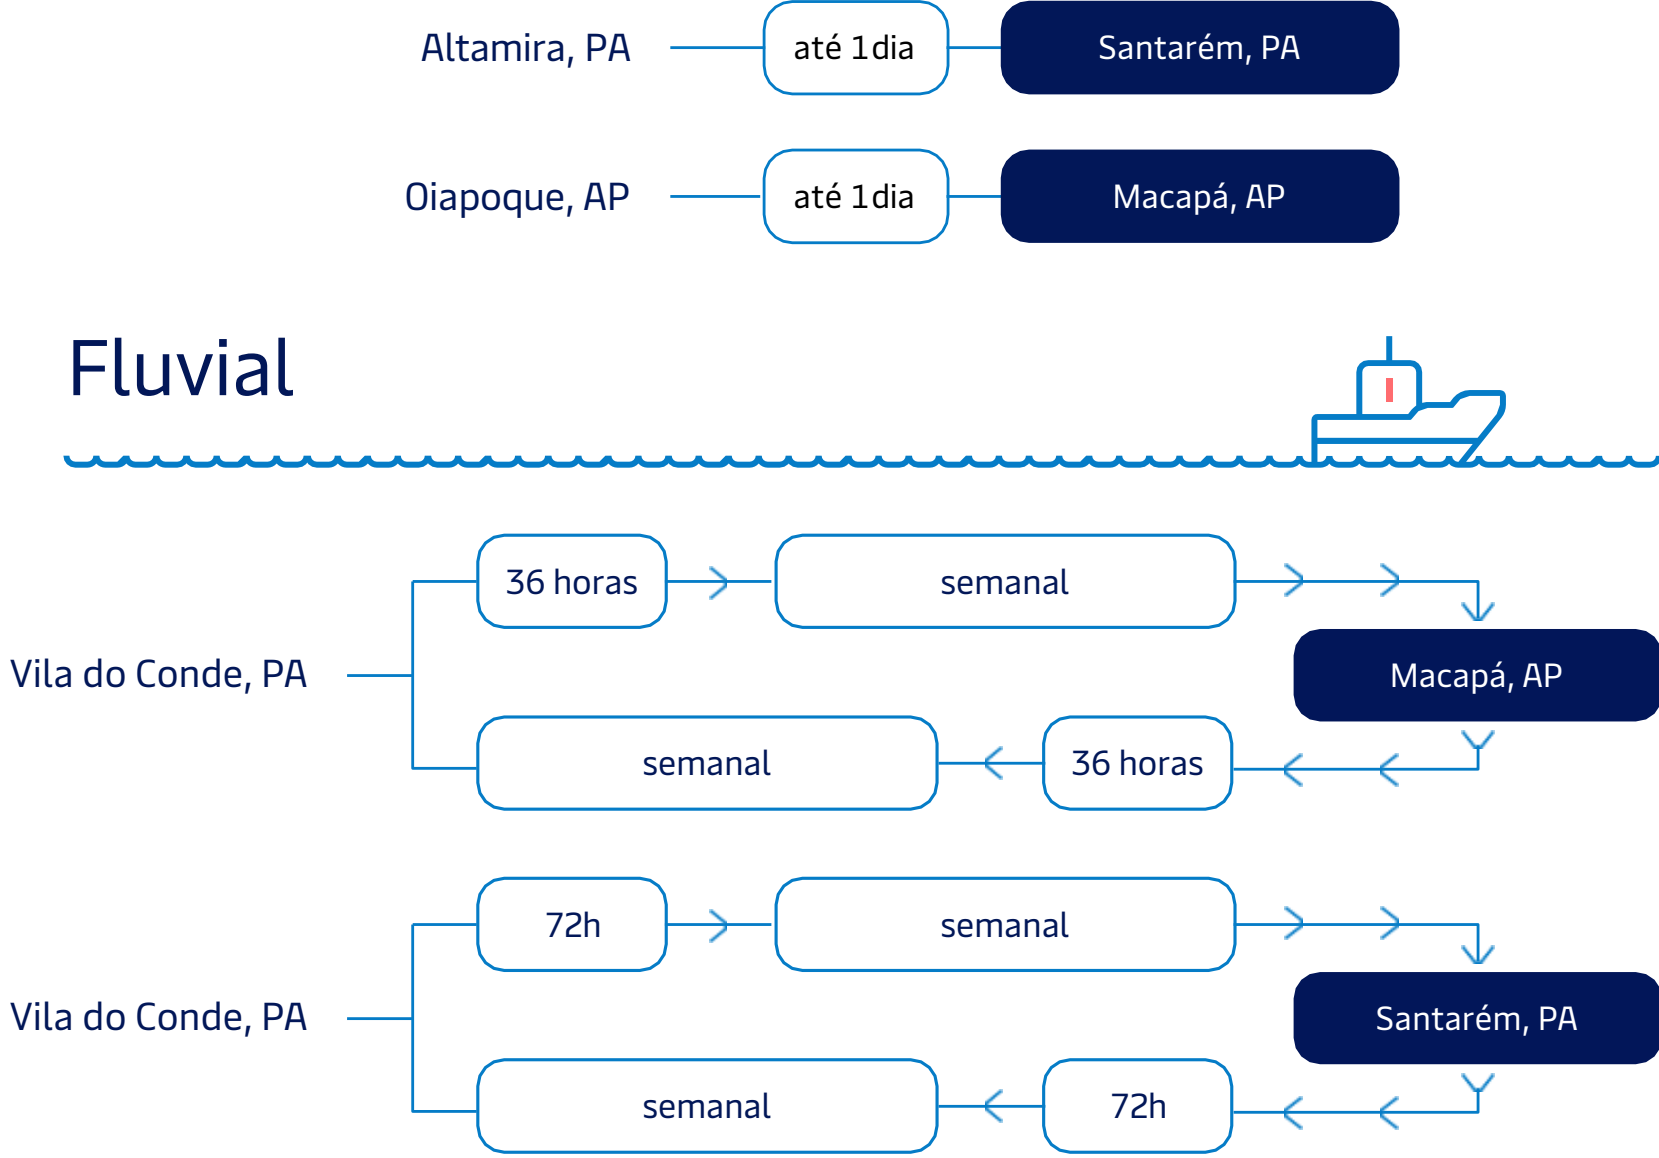 Altamira, PA até 1 dia Santarém, PA
Oiapoque, AP até 1 dia Macapá, AP
Fluvial
36 horas semanal
Vila do Conde, PA Macapá, AP
semanal 36 horas
72h semanal
Vila do Conde, PA Santarém, PA
semanal 72h